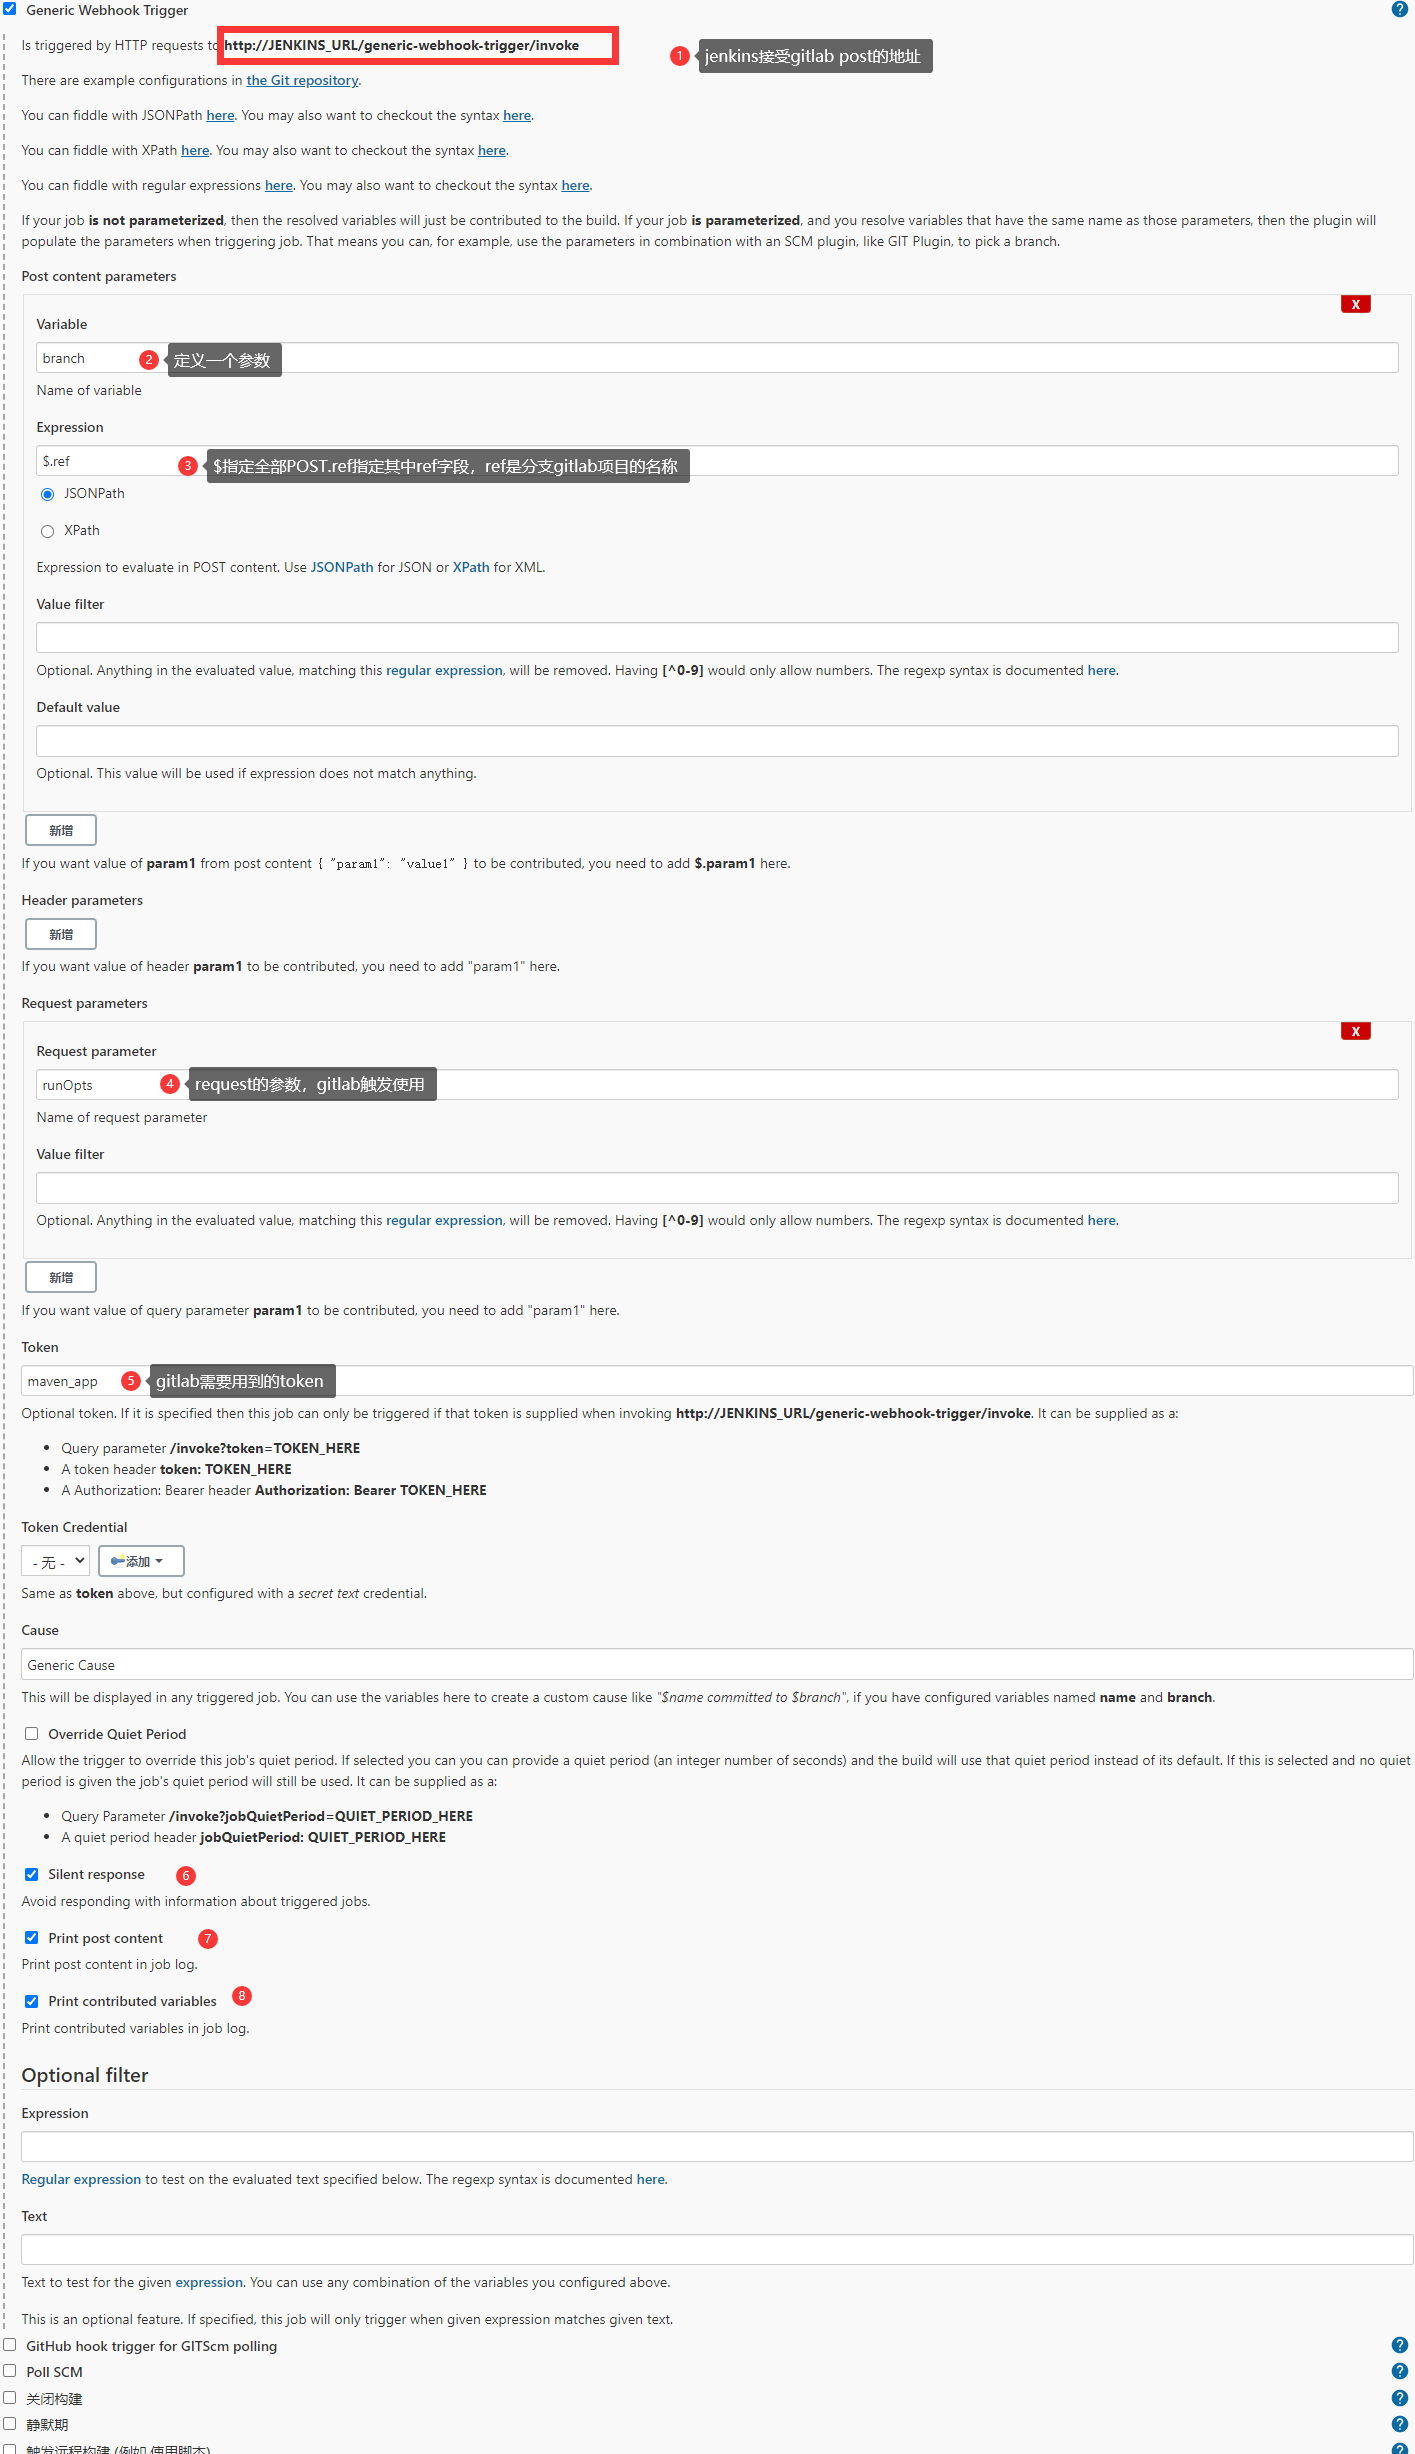 Generic Webhook Trigger
Is triggered by HTTP requests to http://JENKINS_URL/generic-webhook-trigger/invoke
1 jenkins接受gitlab post的地址
There are example configurations in the Git repository.
You can fiddle with JSONPath here. You may also want to checkout the syntax here.
You can fiddle with XPath here. You may also want to checkout the syntax here.
You can fiddle with regular expressions here. You may also want to checkout the syntax here.
If your job is not parameterized, then the resolved variables will just be contributed to the build. If your job is parameterized, and you resolve variables that have the same name as those parameters, then the plugin will
populate the parameters when triggering job. That means you can, for example, use the parameters in combination with an SCM plugin, like GIT Plugin, to pick a branch.
Post content parameters
X
Variable
branch 2 定义一个参数
Name of variable
Expression
$.ref 3 $指定全部POST.ref指定其中ref字段，ref是分支gitlab项目的名称
JSONPath
XPath
Expression to evaluate in POST content. Use JSONPath for JSON or XPath for XML.
Value filter
Optional. Anything in the evaluated value, matching this regular expression, will be removed. Having [^0-9] would only allow numbers. The regexp syntax is documented here.
Default value
Optional. This value will be used if expression does not match anything.
新增
If you want value of param1 from post content { "param1": "value1" } to be contributed, you need to add $.param1 here.
Header parameters
新增
If you want value of header param1 to be contributed, you need to add "param1" here.
Request parameters
X
Request parameter
runOpts 4 request的参数，gitlab触发使用
Name of request parameter
Value filter
Optional. Anything in the evaluated value, matching this regular expression, will be removed. Having [^0-9] would only allow numbers. The regexp syntax is documented here.
新增
If you want value of query parameter param1 to be contributed, you need to add "param1" here.
Token
maven_app 5 gitlab需要用到的token
Optional token. If it is specified then this job can only be triggered if that token is supplied when invoking http://JENKINS_URL/generic-webhook-trigger/invoke. It can be supplied as a:
• Query parameter /invoke?token=TOKEN_HERE
• A token header token: TOKEN_HERE
• A Authorization: Bearer header Authorization: Bearer TOKEN_HERE
Token Credential
- 无 - 添加
Same as token above, but configured with a secret text credential.
Cause
Generic Cause
This will be displayed in any triggered job. You can use the variables here to create a custom cause like "$name committed to $branch", if you have configured variables named name and branch.
Override Quiet Period
Allow the trigger to override this job's quiet period. If selected you can you can provide a quiet period (an integer number of seconds) and the build will use that quiet period instead of its default. If this is selected and no quiet
period is given the job's quiet period will still be used. It can be supplied as a:
• Query Parameter /invoke?jobQuietPeriod=QUIET_PERIOD_HERE
• A quiet period header jobQuietPeriod: QUIET_PERIOD_HERE
Silent response 6
Avoid responding with information about triggered jobs.
Print post content 7
Print post content in job log.
Print contributed variables 8
Print contributed variables in job log.
Optional filter
Expression
Regular expression to test on the evaluated text specified below. The regexp syntax is documented here.
Text
Text to test for the given expression. You can use any combination of the variables you configured above.
This is an optional feature. If specified, this job will only trigger when given expression matches given text.
GitHub hook trigger for GITScm polling
Poll SCM
关闭构建
静默期
触发远程构建 (例如,使用脚本)